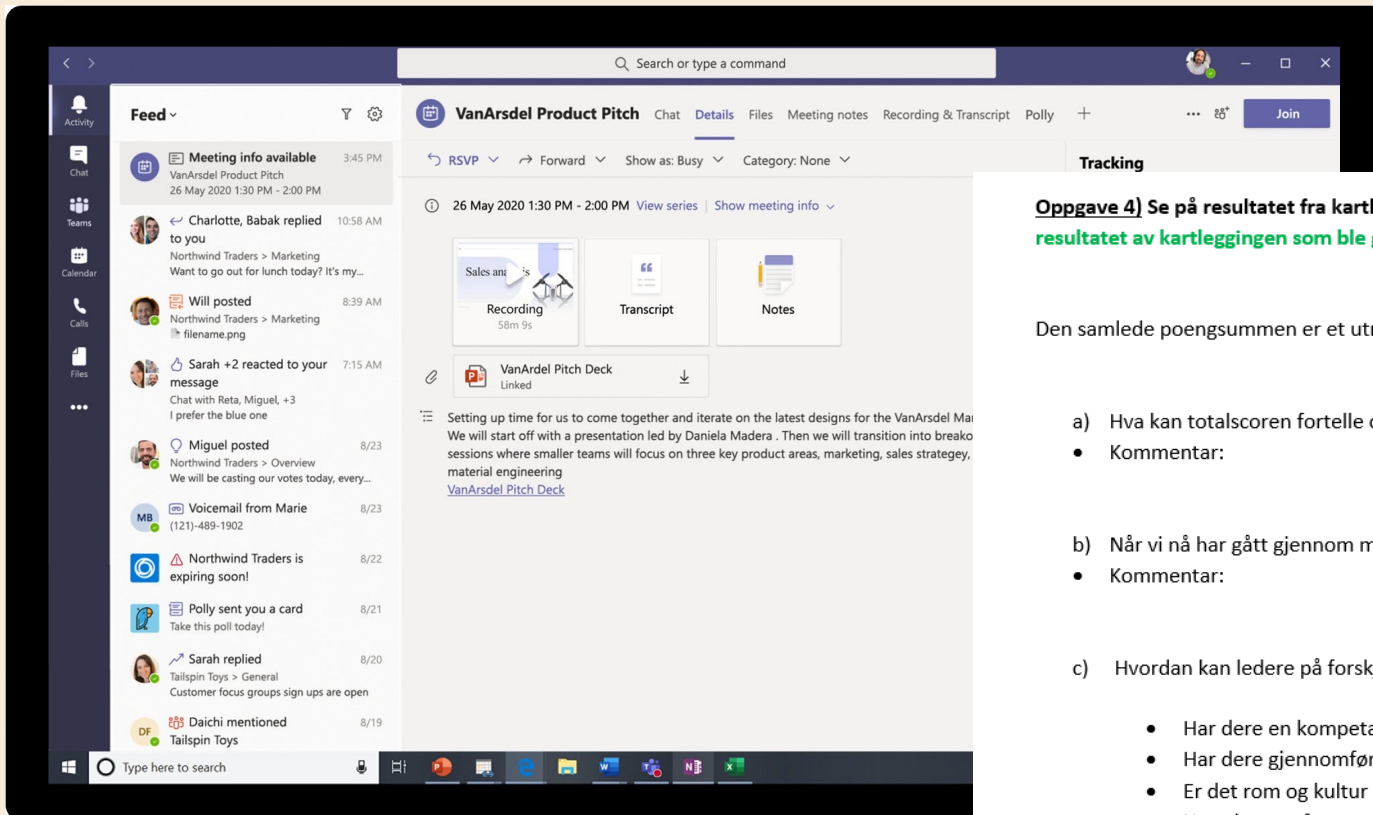 Search or type a command
Activity
Chat
Teams
Calendar
Calls
Files
Feed
Meeting info available 3:45 PM
VanArsdel Product Pitch
26 May 2020 1:30 PM - 2:00 PM
Charlotte, Babak replied 10:58 AM
to you
Northwind Traders > Marketing
Want to go out for lunch today? It's my...
Will posted 8:39 AM
Northwind Traders > Marketing
filename.png
Sarah +2 reacted to your 7:15 AM
message
Chat with Reta, Miguel, +3
I prefer the blue one
Miguel posted 8/23
Northwind Traders > Overview
We will be casting our votes today, every...
MB Voicemail from Marie 8/23
(121)-489-1902
Northwind Traders is 8/22
expiring soon!
Polly sent you a card 8/21
Take this poll today!
Sarah replied 8/20
Tailspin Toys > General
Customer focus groups sign ups are open
DF Daichi mentioned 8/19
Tailspin Toys
VanArsdel Product Pitch Chat Details Files Meeting notes Recording & Transcript Polly Join
RSVP Forward Show as: Busy Category: None
Tracking
26 May 2020 1:30 PM - 2:00 PM View series | Show meeting info
Sales
Recording
58m 9s
Transcript
Notes
VanArdel Pitch Deck
Linked
Setting up time for us to come together and iterate on the latest designs for the VanArsdel Mar
We will start off with a presentation led by Daniela Madera . Then we will transition into breako
sessions where smaller teams will focus on three key product areas, marketing, sales strategey,
material engineering
VanArsdel Pitch Deck
Type here to search
Oppgave 4) Se på resultatet fra kartl
resultatet av kartleggingen som ble g
Den samlede poengsummen er et utr
a) Hva kan totalscoren fortelle d
• Kommentar:
b) Når vi nå har gått gjennom m
• Kommentar:
c) Hvordan kan ledere på forskj
• Har dere en kompeta
• Har dere gjennomfør
• Er det rom og kultur